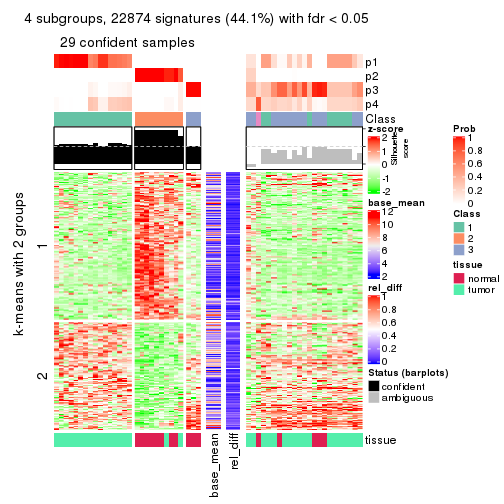 4 subgroups, 22874 signatures (44.1%) with fdr < 0.05
29 confident samples
p1
p2
p3
p4
Class
Silhouette
score
k-means with 2 groups
1
2
base_mean
rel_diff
tissue
z-score
2
1
0
-1
-2
base_mean
12
10
8
6
4
2
rel_diff
1
0.8
0.6
0.4
0.2
0
Status (barplots)
confident
ambiguous
Prob
1
0.8
0.6
0.4
0.2
0
Class
1
2
3
tissue
normal
tumor